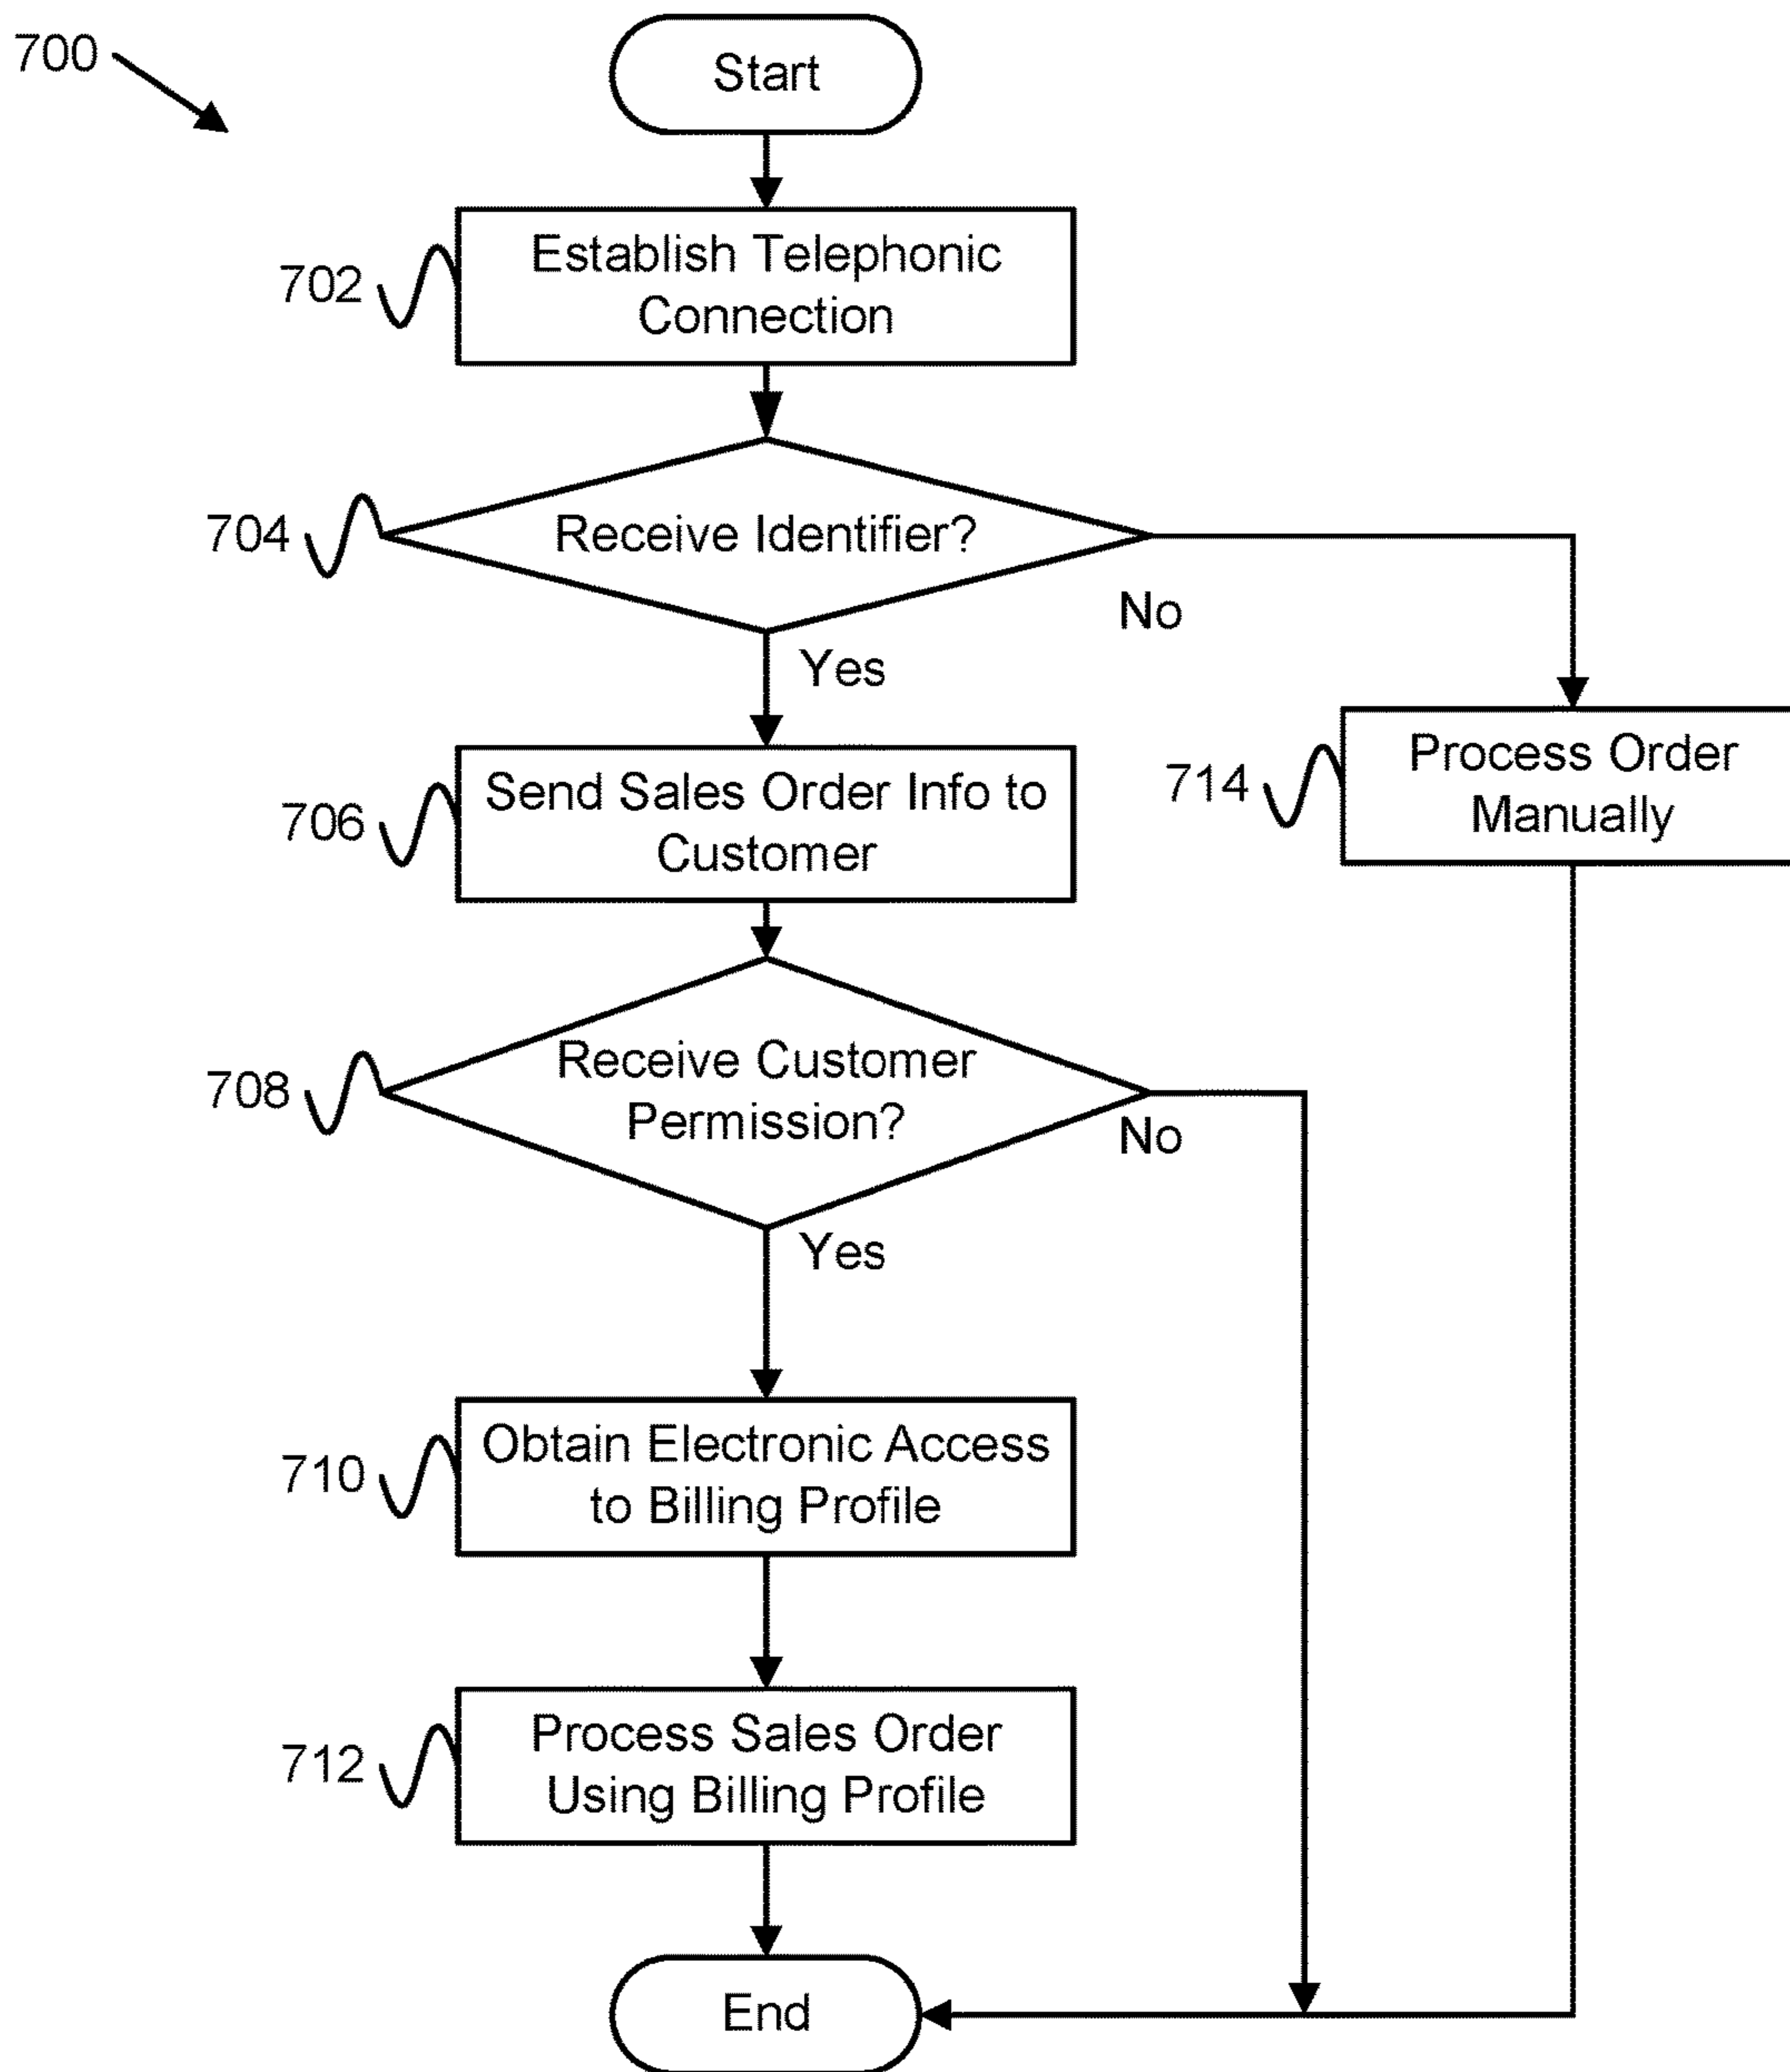 700
Start
702
Establish Telephonic
Connection
704
Receive Identifier?
No
Yes
706
Send Sales Order Info to
Customer
714
Process Order
Manually
708
Receive Customer
Permission?
No
Yes
710
Obtain Electronic Access
to Billing Profile
712
Process Sales Order
Using Billing Profile
End